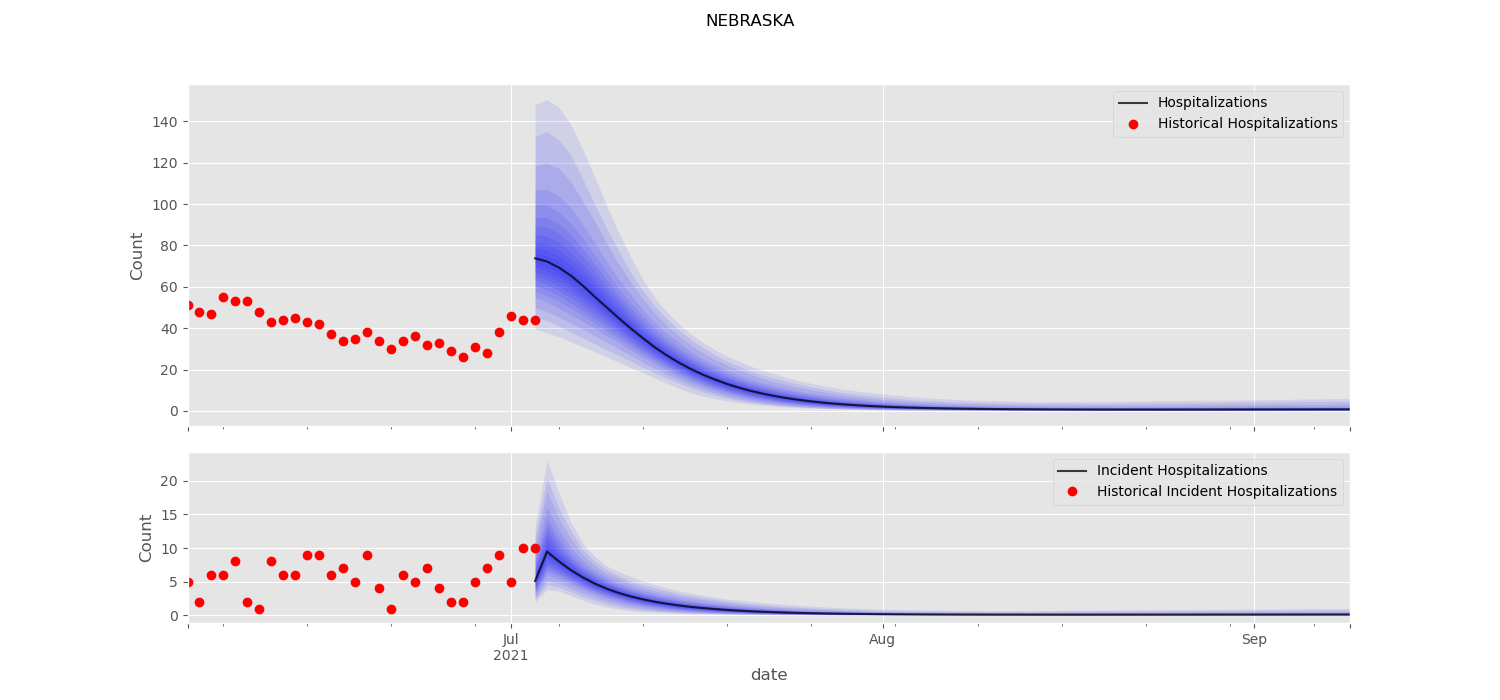 NEBRASKA
Hospitalizations
Historical Hospitalizations
Count
140
120
100
80
60
40
20
0
Incident Hospitalizations
Historical Incident Hospitalizations
Count
20
15
10
5
0
Jul
2021
Aug
Sep
date